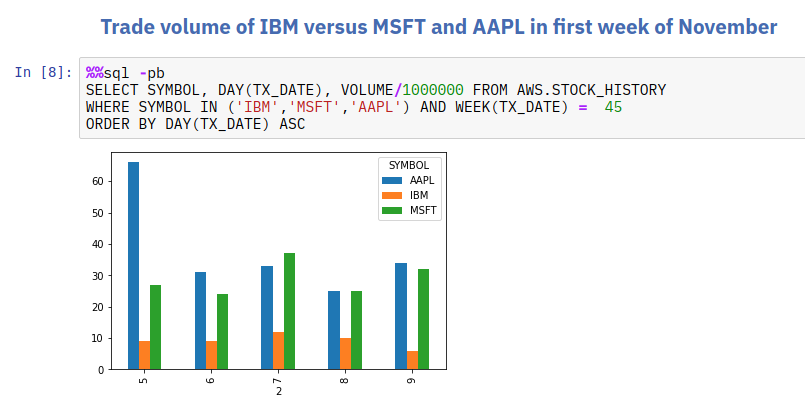 Trade volume of IBM versus MSFT and AAPL in first week of November
In [8]: %%sql -pb
SELECT SYMBOL, DAY(TX_DATE), VOLUME/1000000 FROM AWS.STOCK_HISTORY
WHERE SYMBOL IN ('IBM','MSFT','AAPL') AND WEEK(TX_DATE) =  45
ORDER BY DAY(TX_DATE) ASC
SYMBOL
AAPL
IBM
MSFT
60
50
40
30
20
10
0
5 6 7 8 9
2